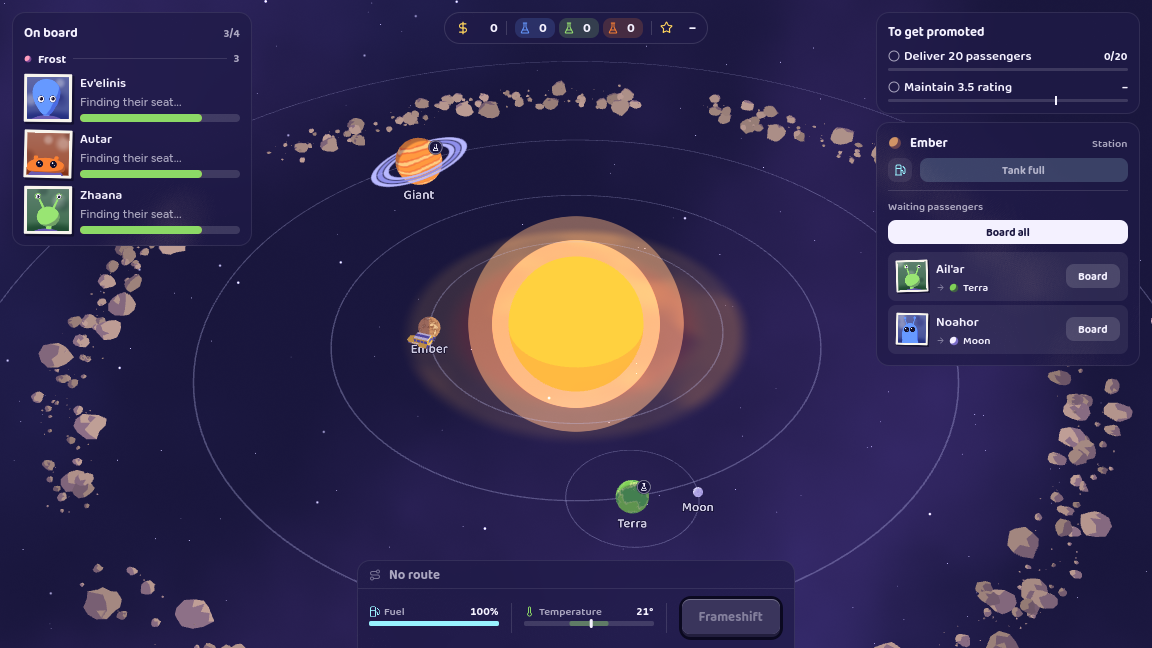 On board 3/4
Frost 3
Ev'elinis
Finding their seat...
Autar
Finding their seat...
Zhaana
Finding their seat...
$ 0 0 0 0 –
To get promoted
Deliver 20 passengers 0/20
Maintain 3.5 rating –
Ember Station
Tank full
Waiting passengers
Board all
Ail'ar
→ Terra
Board
Noahor
→ Moon
Board
Giant
Ember
Terra
Moon
No route
Fuel 100%
Temperature 21°
Frameshift